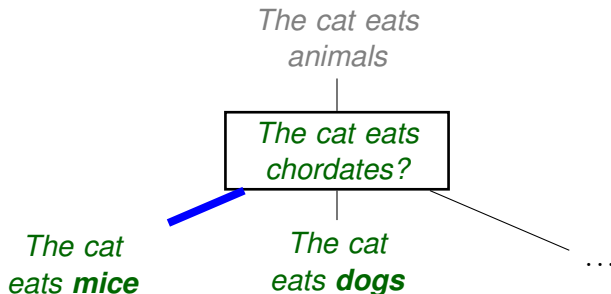 The cat eats
animals
The cat eats
chordates?
The cat
eats mice
The cat
eats dogs
...